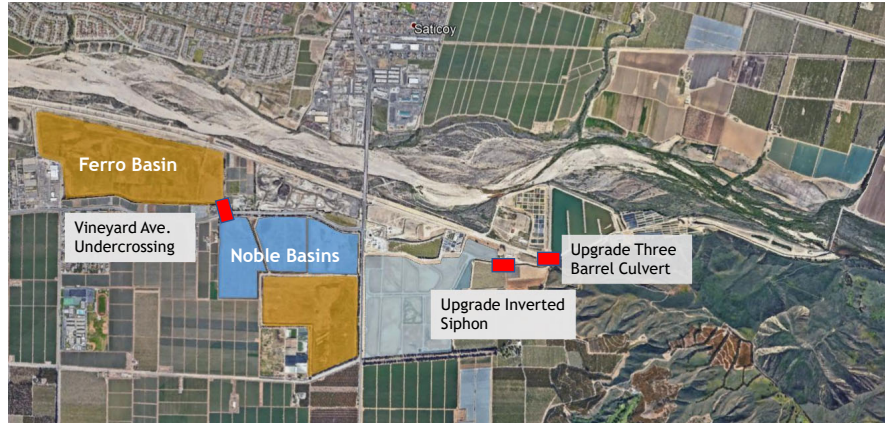 Saticoy
Ferro Basin
Vineyard Ave.
Undercrossing
Noble Basins
Upgrade Three
Barrel Culvert
Upgrade Inverted
Siphon